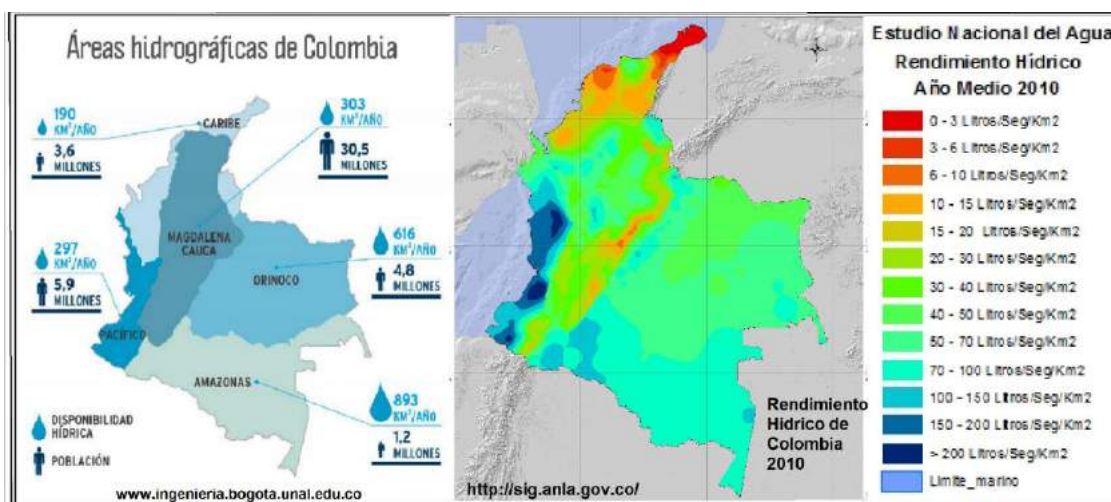 Áreas hidrográficas de Colombia
190
KM³/AÑO
3,6
MILLONES
CARIBE
303
KM³/AÑO
30,5
MILLONES
MAGDALENA
CAUCA
297
KM³/AÑO
5,9
MILLONES
616
KM³/AÑO
4,8
MILLONES
ORINOCO
PACÍFICO
AMAZONAS
893
KM³/AÑO
1,2
MILLONES
DISPONIBILIDAD
HÍDRICA
POBLACIÓN
www.ingenieria.bogota.unal.edu.co
Rendimiento
Hídrico de
Colombia
2010
http://sig.anla.gov.co/
Estudio Nacional del Agua
Rendimiento Hídrico
Año Medio 2010
0 - 3 Litros/Seg/Km2
3 - 6 Litros/Seg/Km2
6 - 10 Litros/Seg/Km2
10 - 15 Litros/Seg/Km2
15 - 20 Litros/Seg/Km2
20 - 30 Litros/Seg/Km2
30 - 40 Litros/Seg/Km2
40 - 50 Litros/Seg/Km2
50 - 70 Litros/Seg/Km2
70 - 100 Litros/Seg/Km2
100 - 150 Litros/Seg/Km2
150 - 200 Litros/Seg/Km2
> 200 Litros/Seg/Km2
Limite_marino